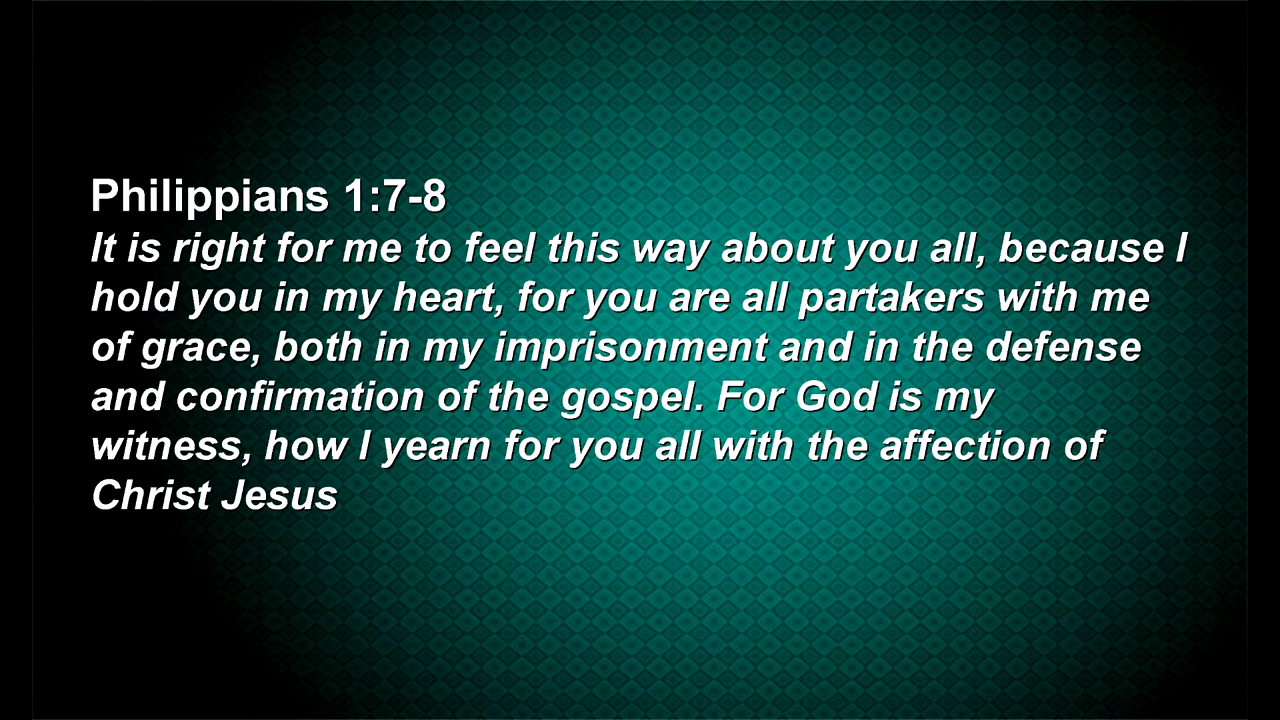 Philippians 1:7-8
It is right for me to feel this way about you all, because I
hold you in my heart, for you are all partakers with me
of grace, both in my imprisonment and in the defense
and confirmation of the gospel. For God is my
witness, how I yearn for you all with the affection of
Christ Jesus